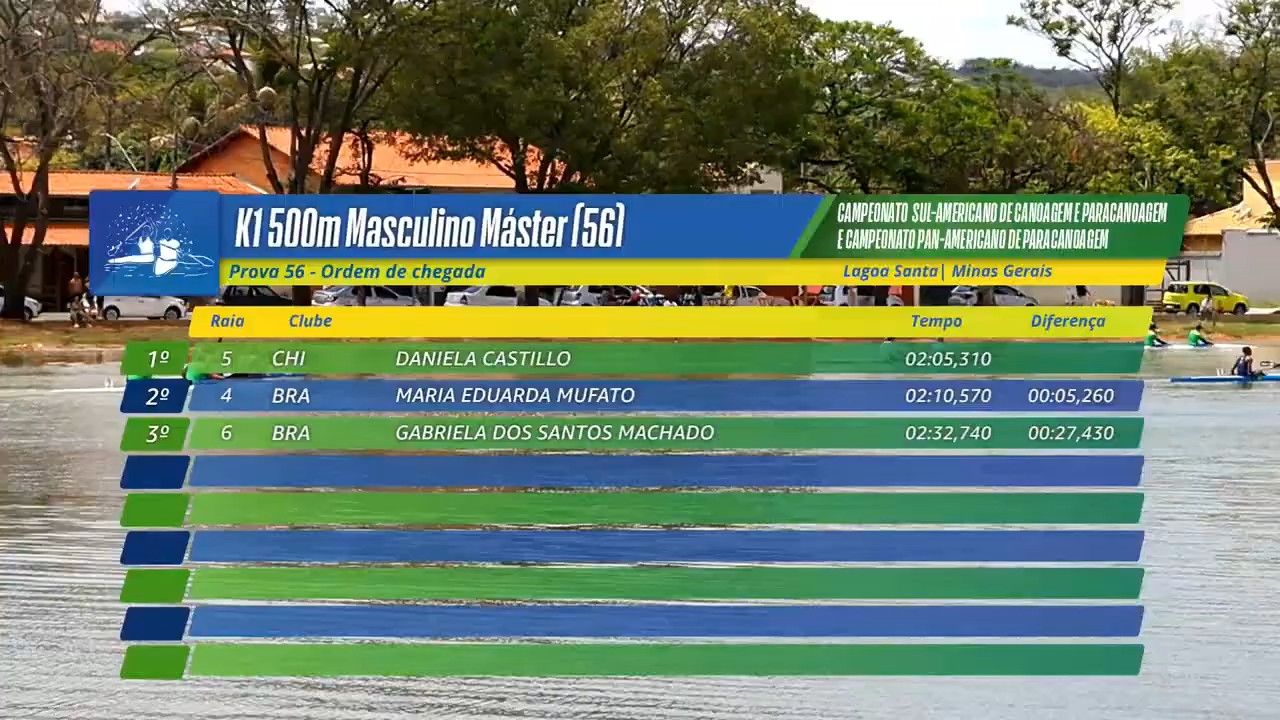 K1 500m Masculino Máster (56)
CAMPEONATO SUL-AMERICANO DE CANOAGEM E PARACANOAGEM
E CAMPEONATO PAN-AMERICANO DE PARACANOAGEM
Prova 56 - Ordem de chegada
Lagoa Santa| Minas Gerais
Raia Clube Tempo Diferença
1º 5 CHI DANIELA CASTILLO 02:05,310
2º 4 BRA MARIA EDUARDA MUFATO 02:10,570 00:05,260
3º 6 BRA GABRIELA DOS SANTOS MACHADO 02:32,740 00:27,430